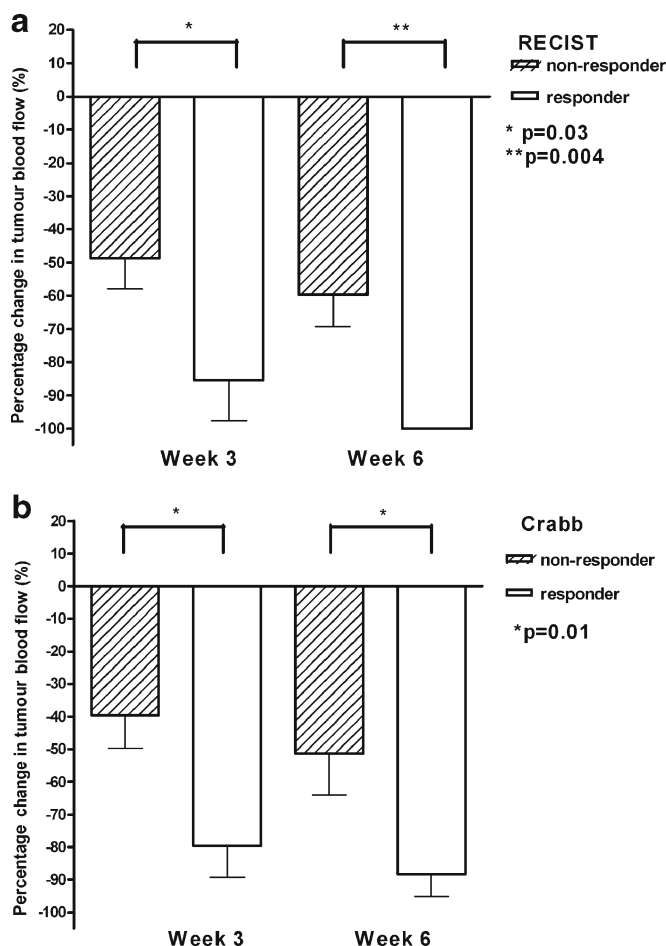 a
Percentage change in tumour blood flow (%)
20
10
0
-10
-20
-30
-40
-50
-60
-70
-80
-90
-100
*
**
Week 3
Week 6
RECIST
non-responder
responder
* p=0.03
**p=0.004
b
Percentage change in tumour blood flow (%)
20
10
0
-10
-20
-30
-40
-50
-60
-70
-80
-90
-100
*
*
Week 3
Week 6
Crabb
non-responder
responder
*p=0.01